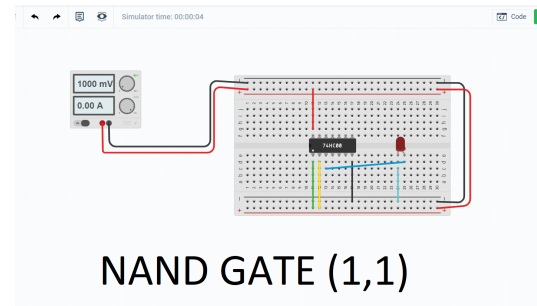 Simulator time: 00:00:04
Code
1000 mV
0.00 A
74HC00
NAND GATE (1,1)